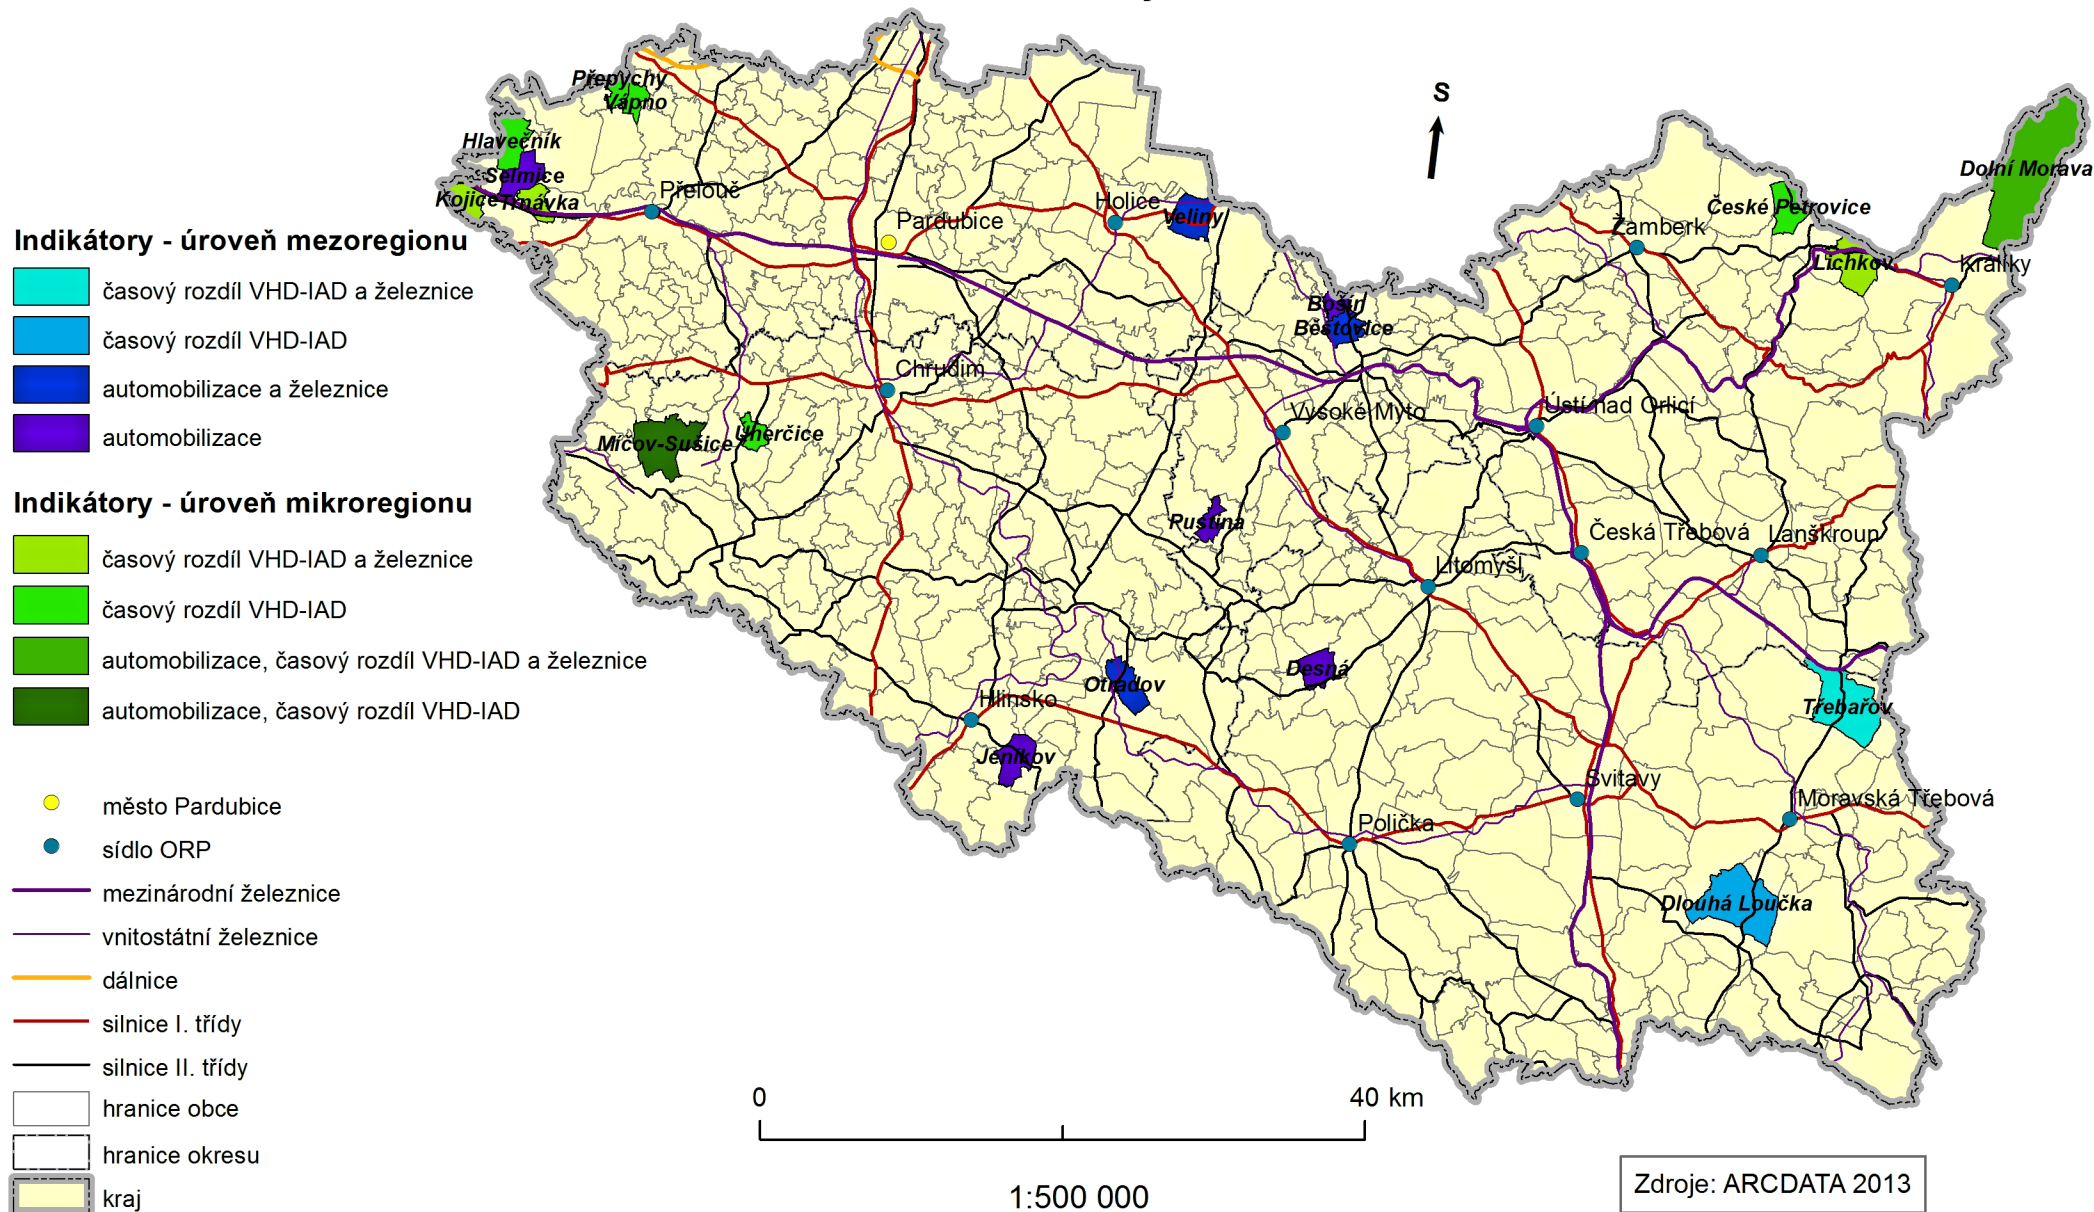 Přepychy
Vápno
Hlavečník
Selmice
Kojice
Trnávka
Přelouč
Pardubice
Holice
Veliny
S
České Petrovice
Dolní Morava
Žamberk
Lichkov
Králíky
Bošín
Běstovice
Chrudim
Vysoké Mýto
Ústí nad Orlicí
Míčov-Sušice
Úherčice
Pustina
Česká Třebová
Lanškroun
Litomyšl
Desná
Otradov
Hlinsko
Jeníkov
Třebařov
Svitavy
Moravská Třebová
Polička
Dlouhá Loučka
Indikátory - úroveň mezoregionu
časový rozdíl VHD-IAD a železnice
časový rozdíl VHD-IAD
automobilizace a železnice
automobilizace
Indikátory - úroveň mikroregionu
časový rozdíl VHD-IAD a železnice
časový rozdíl VHD-IAD
automobilizace, časový rozdíl VHD-IAD a železnice
automobilizace, časový rozdíl VHD-IAD
město Pardubice
sídlo ORP
mezinárodní železnice
vnitostátní železnice
dálnice
silnice I. třídy
silnice II. třídy
hranice obce
hranice okresu
kraj
0
40 km
1:500 000
Zdroje: ARCDATA 2013